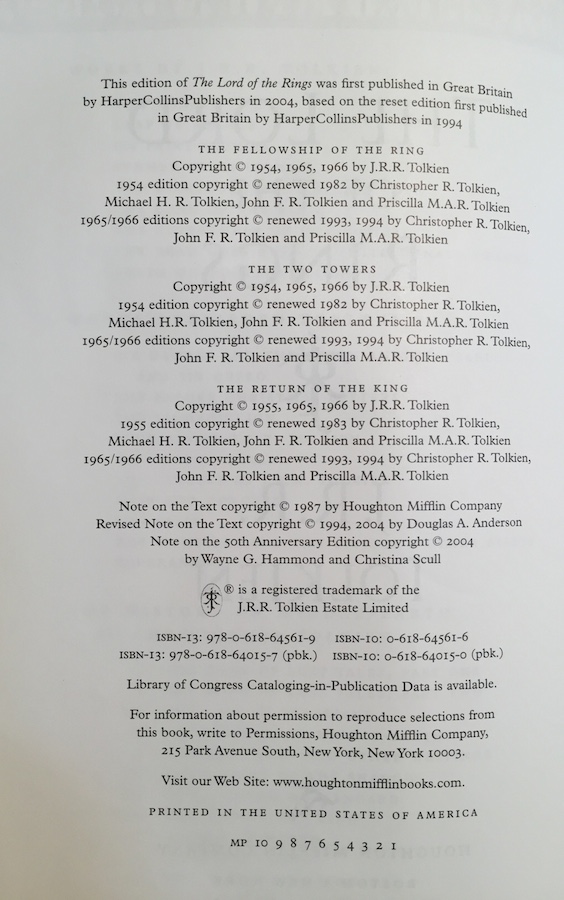 This edition of The Lord of the Rings was first published in Great Britain
by HarperCollinsPublishers in 2004, based on the reset edition first published
in Great Britain by HarperCollinsPublishers in 1994
THE FELLOWSHIP OF THE RING
Copyright © 1954, 1965, 1966 by J.R.R. Tolkien
1954 edition copyright © renewed 1982 by Christopher R. Tolkien,
Michael H. R. Tolkien, John F. R. Tolkien and Priscilla M.A.R. Tolkien
1965/1966 editions copyright © renewed 1993, 1994 by Christopher R. Tolkien,
John F. R. Tolkien and Priscilla M.A.R. Tolkien
THE TWO TOWERS
Copyright © 1954, 1965, 1966 by J.R.R. Tolkien
1954 edition copyright © renewed 1982 by Christopher R. Tolkien,
Michael H.R. Tolkien, John F. R. Tolkien and Priscilla M.A.R. Tolkien
1965/1966 editions copyright © renewed 1993, 1994 by Christopher R. Tolkien,
John F. R. Tolkien and Priscilla M.A.R. Tolkien
THE RETURN OF THE KING
Copyright © 1955, 1965, 1966 by J.R.R. Tolkien
1955 edition copyright © renewed 1983 by Christopher R. Tolkien,
Michael H. R. Tolkien, John F. R. Tolkien and Priscilla M.A.R. Tolkien
1965/1966 editions copyright © renewed 1993, 1994 by Christopher R. Tolkien,
John F. R. Tolkien and Priscilla M.A.R. Tolkien
Note on the Text copyright © 1987 by Houghton Mifflin Company
Revised Note on the Text copyright © 1994, 2004 by Douglas A. Anderson
Note on the 50th Anniversary Edition copyright © 2004
by Wayne G. Hammond and Christina Scull
® is a registered trademark of the
J.R.R. Tolkien Estate Limited
ISBN-13: 978-0-618-64561-9 ISBN-10: 0-618-64561-6
ISBN-13: 978-0-618-64015-7 (pbk.) ISBN-10: 0-618-64015-0 (pbk.)
Library of Congress Cataloging-in-Publication Data is available.
For information about permission to reproduce selections from
this book, write to Permissions, Houghton Mifflin Company,
215 Park Avenue South, New York, New York 10003.
Visit our Web Site: www.houghtonmifflinbooks.com.
PRINTED IN THE UNITED STATES OF AMERICA
MP 10 9 8 7 6 5 4 3 2 1